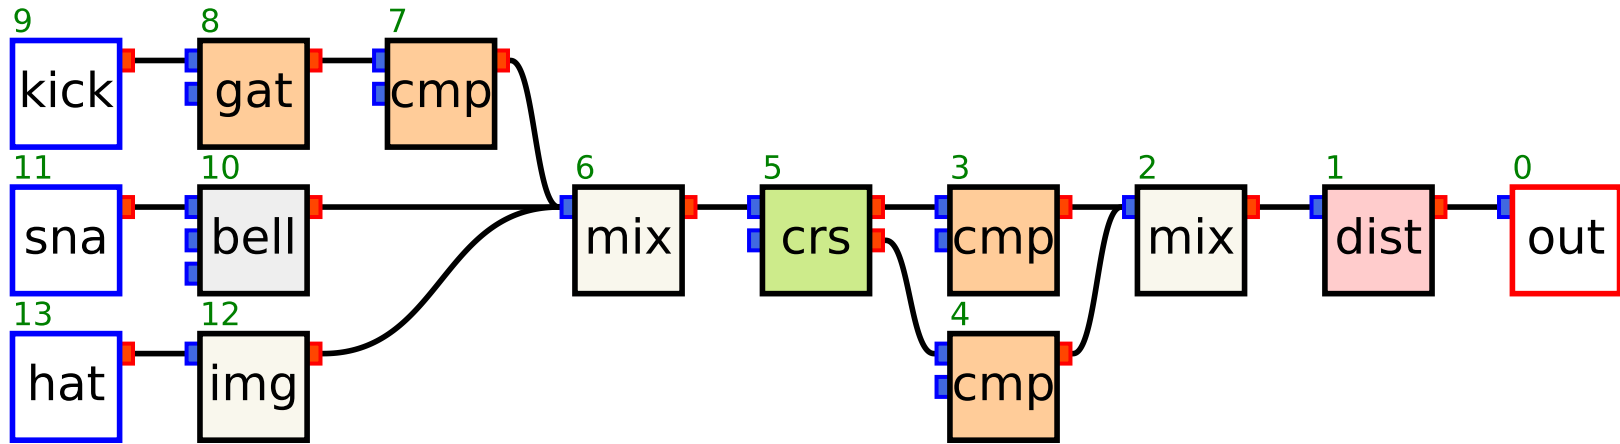 9 8 7
kick gat cmp
11 10 6 5 3 2 1 0
sna bell mix crs cmp mix dist out
13 12 4
hat img cmp